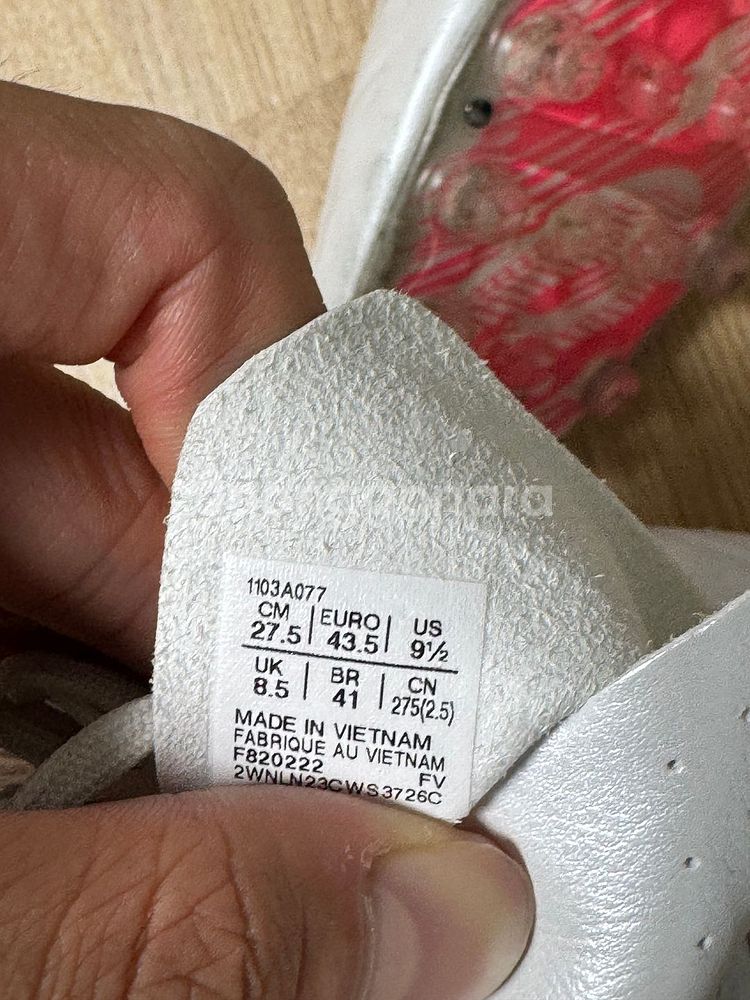 1103A077
CM 27.5 | EURO 43.5 | US 9½
UK 8.5 | BR 41 | CN 275(2.5)
MADE IN VIETNAM
FABRIQUE AU VIETNAM
F820222 FV
2WNLN23CWS3726C